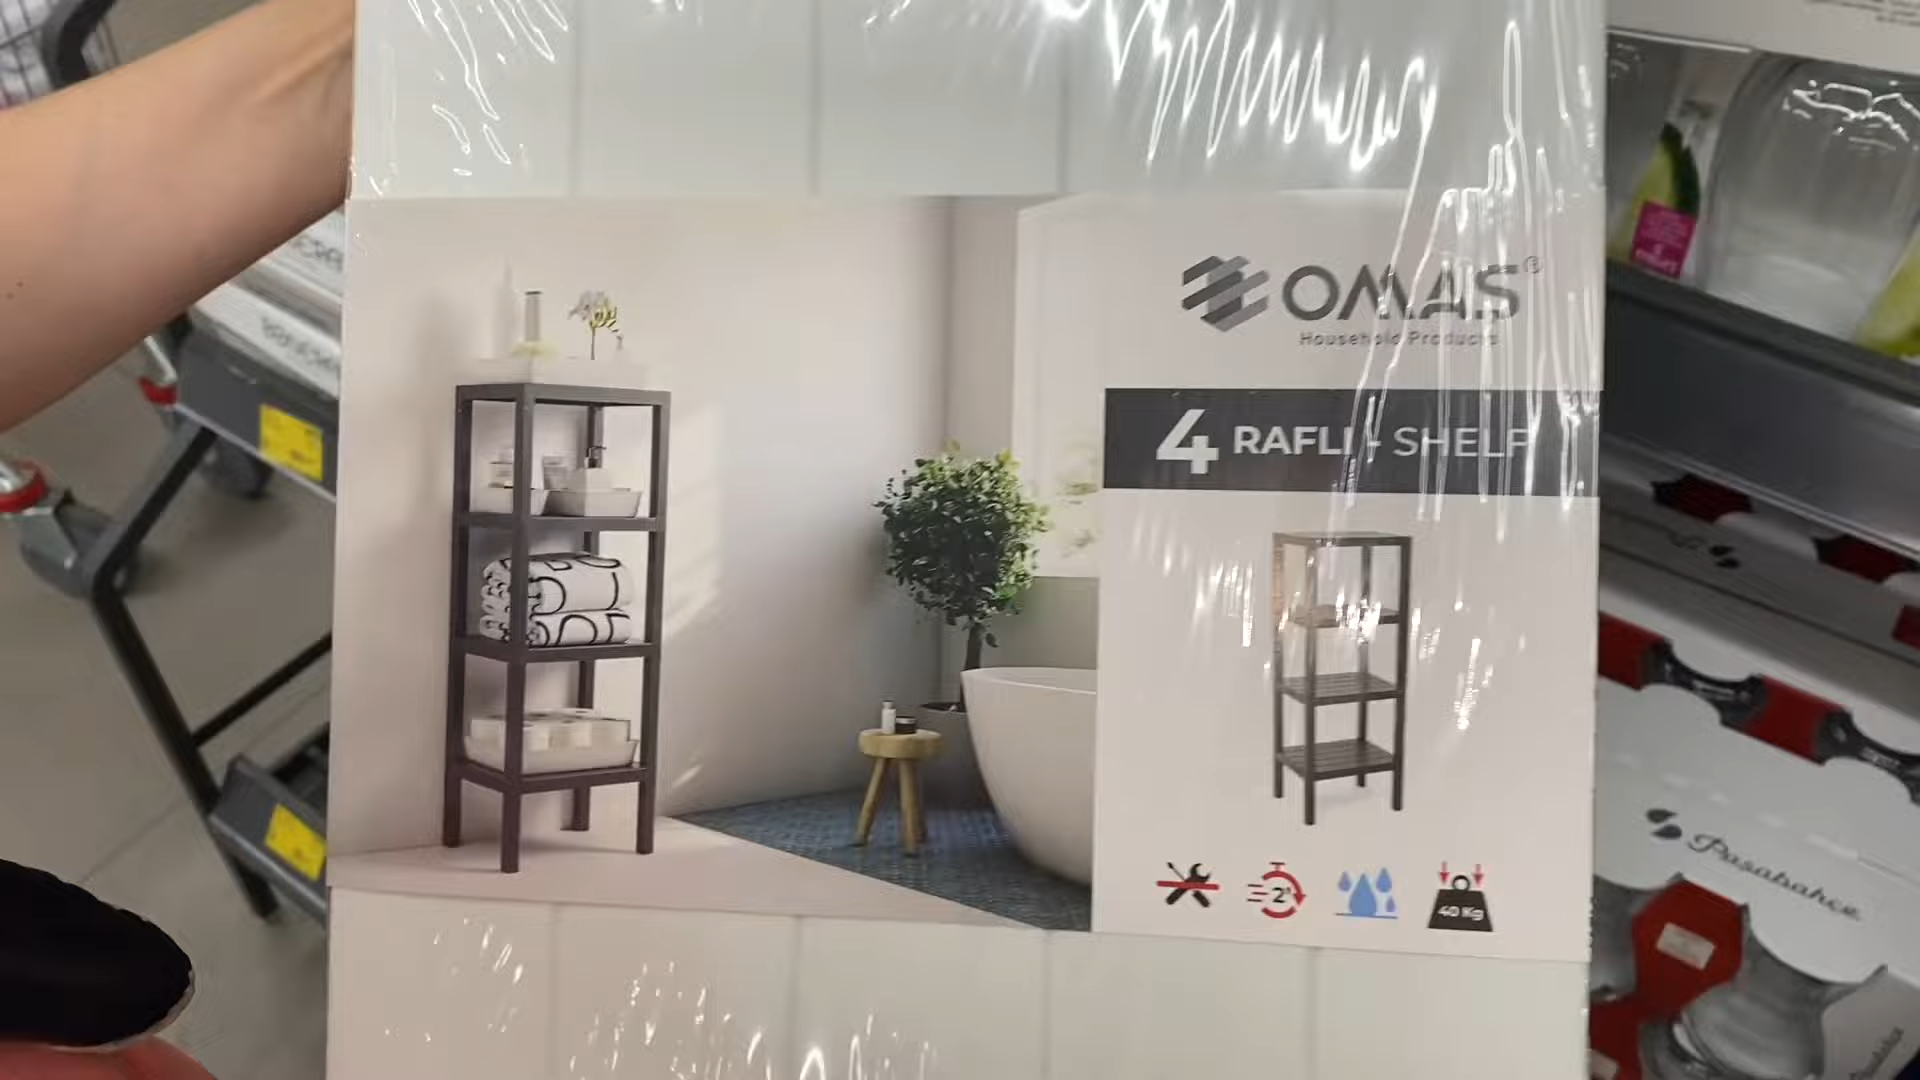 OMAS®
Household Products
4 RAFLI - SHELF
2'
40 Kg
Paşabahçe